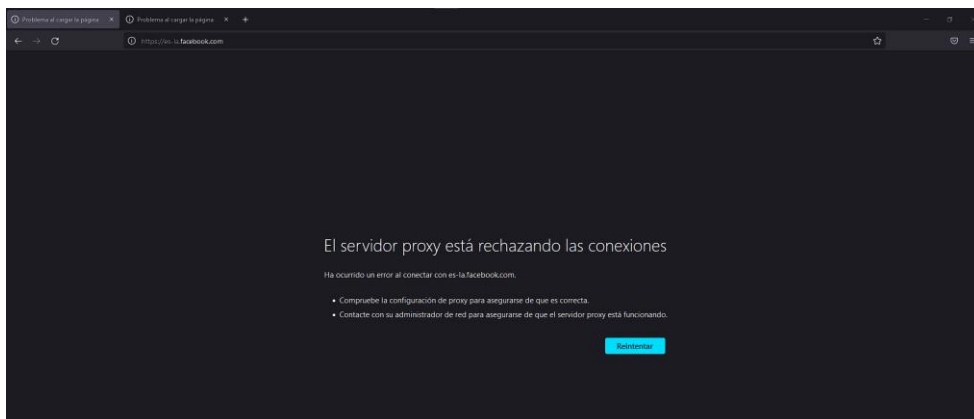 Problema al cargar la página
Problema al cargar la página
https://es-la.facebook.com
El servidor proxy está rechazando las conexiones
Ha ocurrido un error al conectar con es-la.facebook.com.
• Compruebe la configuración de proxy para asegurarse de que es correcta.
• Contacte con su administrador de red para asegurarse de que el servidor proxy está funcionando.
Reintentar